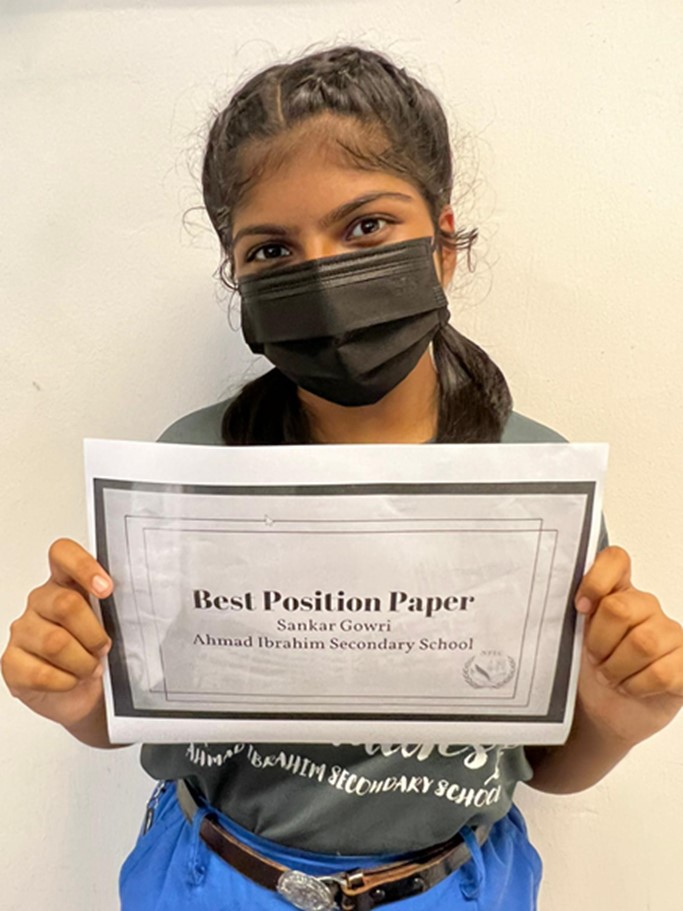 Best Position Paper
Sankar Gowri
Ahmad Ibrahim Secondary School
AHMAD IBRAHIM SECONDARY SCHOOL